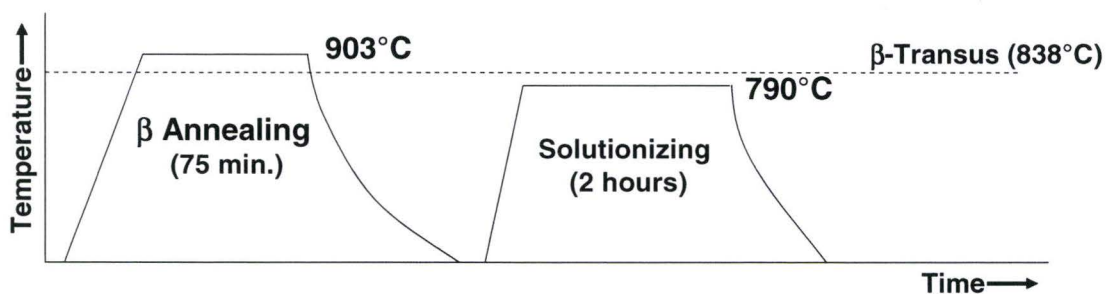 903°C
β-Transus (838°C)
790°C
β Annealing
(75 min.)
Solutionizing
(2 hours)
Temperature
Time